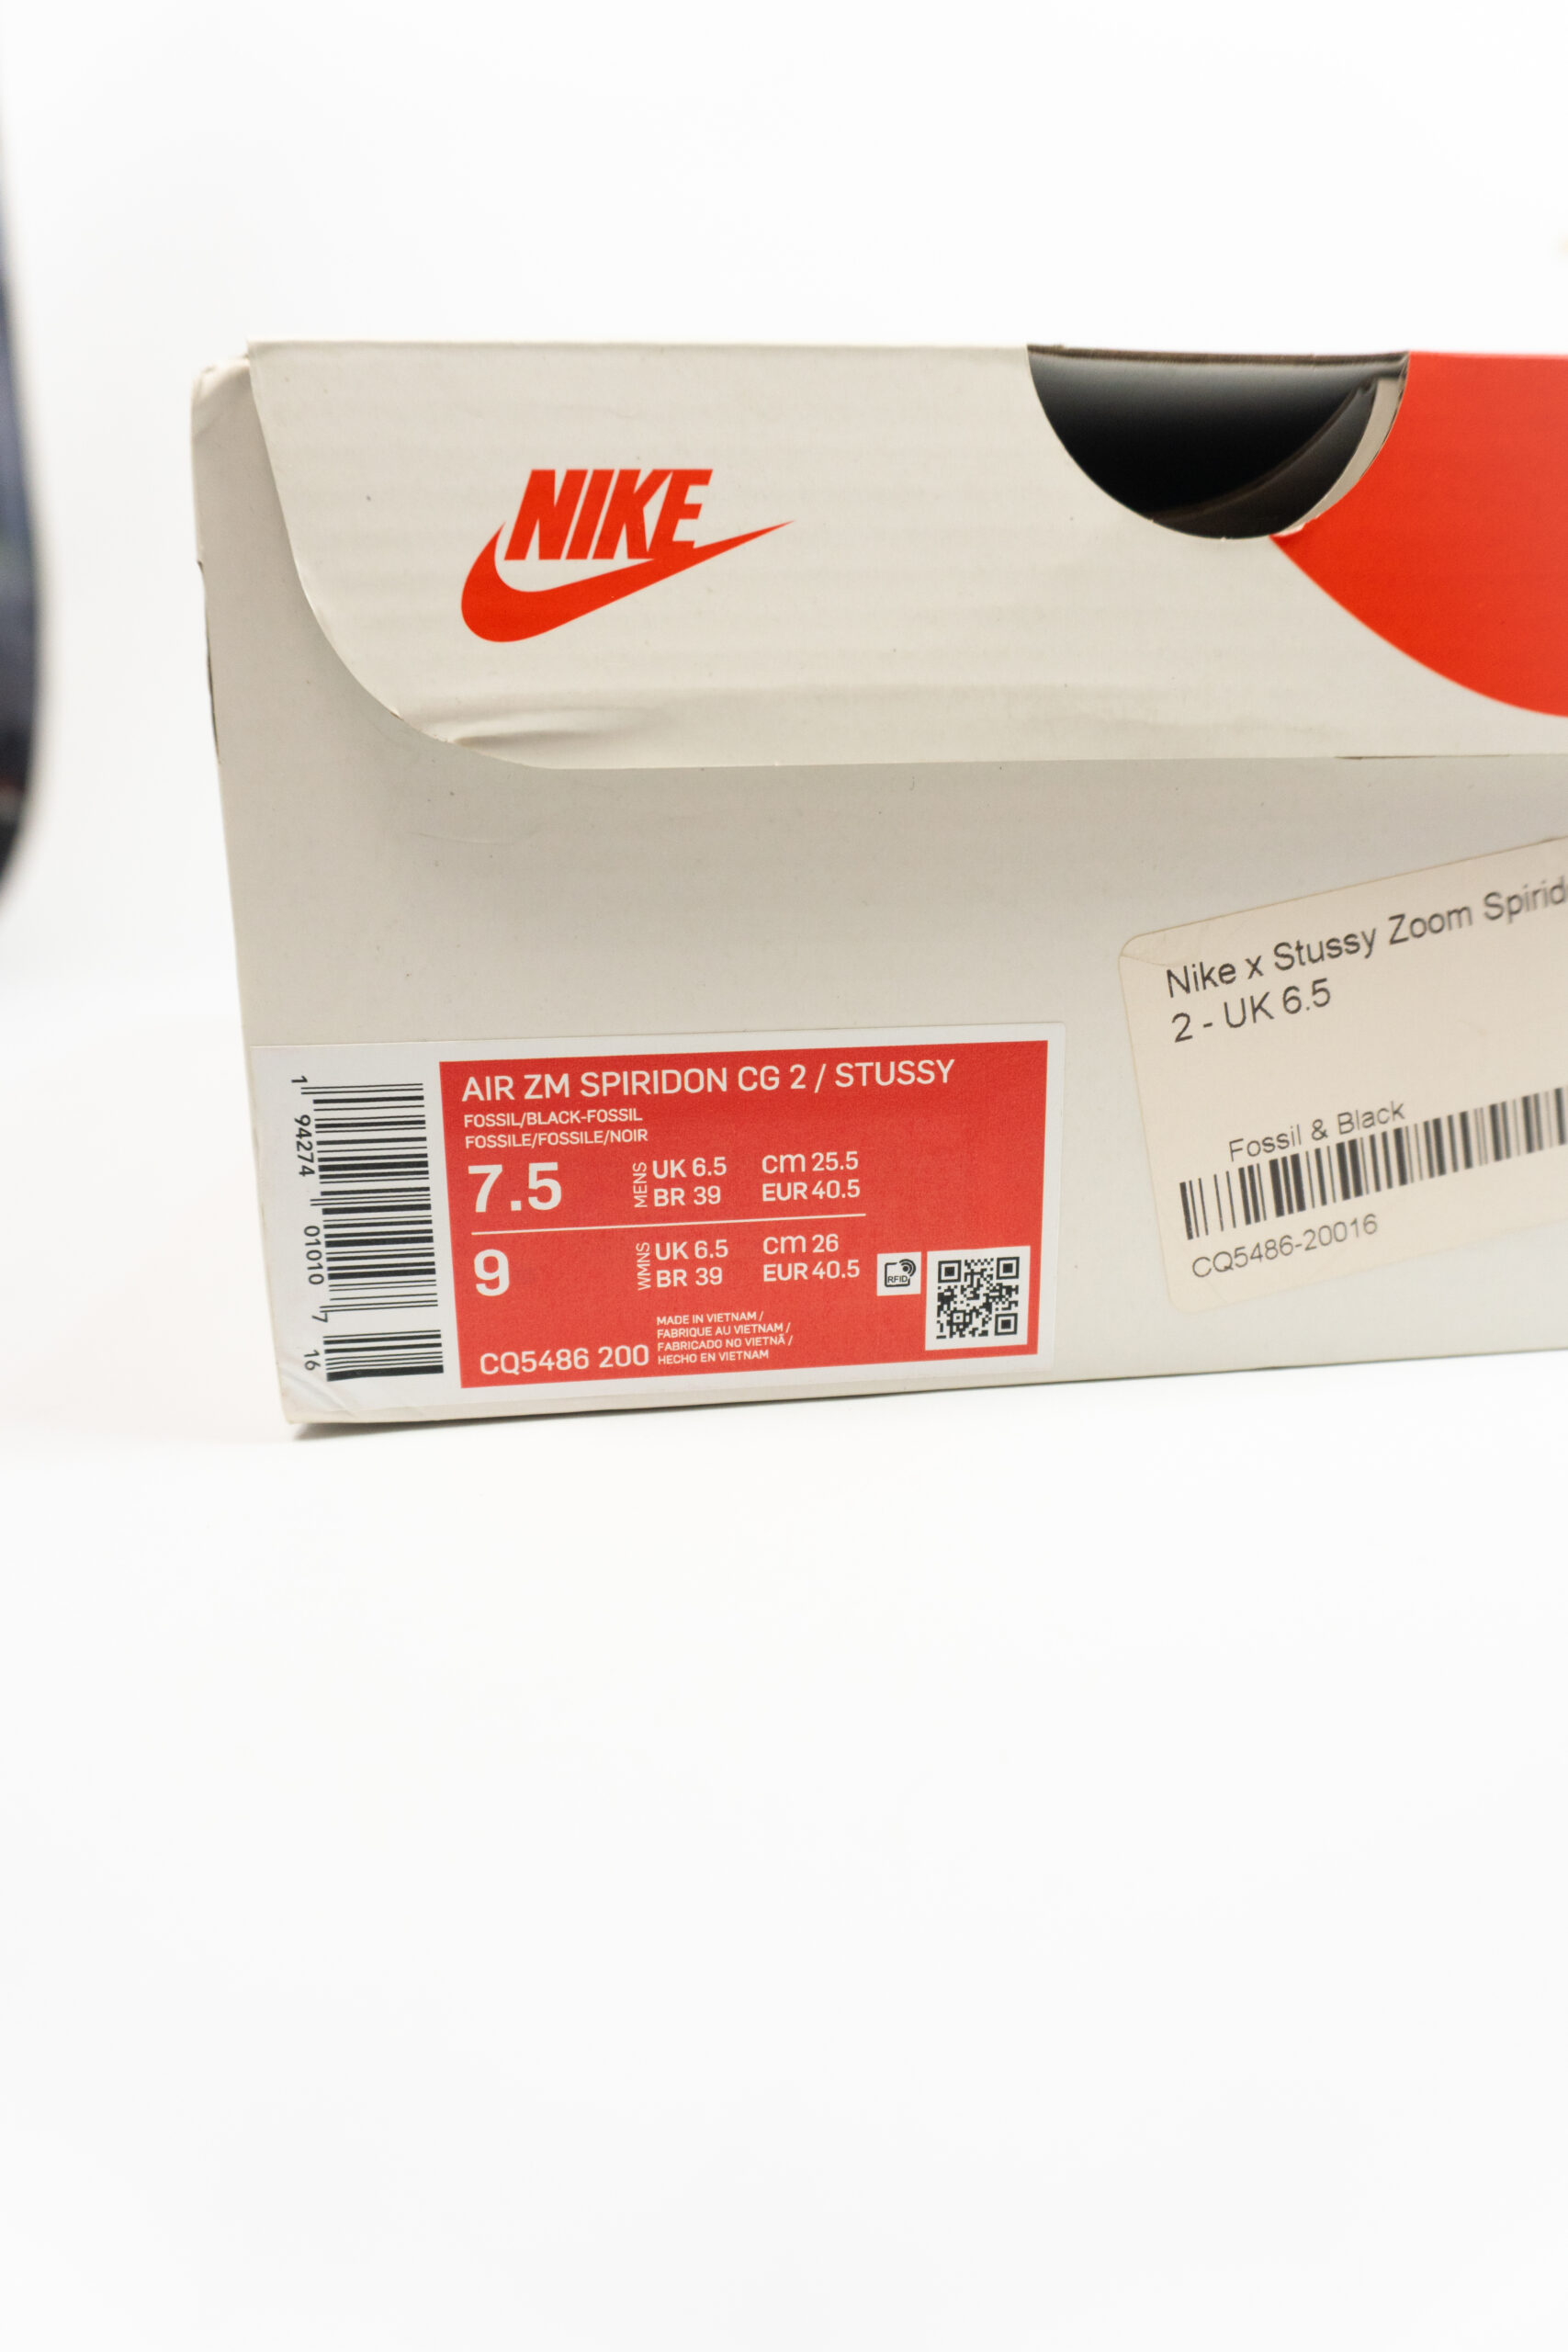 NIKE
AIR ZM SPIRIDON CG 2 / STUSSY
FOSSIL/BLACK-FOSSIL
FOSSILE/FOSSILE/NOIR
7.5 MENS UK 6.5 cm 25.5
BR 39 EUR 40.5
9 WMNS UK 6.5 cm 26
BR 39 EUR 40.5
RFID
MADE IN VIETNAM /
FABRIQUE AU VIETNAM /
FABRICADO NO VIETNÃ /
HECHO EN VIETNAM
CQ5486 200
1 94274 01010 7 16
Nike x Stussy Zoom Spirid
2 - UK 6.5
Fossil & Black
CQ5486-20016